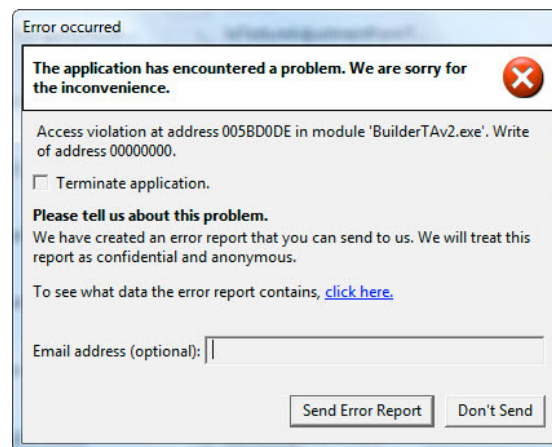 Error occurred
The application has encountered a problem. We are sorry for
the inconvenience.
Access violation at address 005BD0DE in module 'BuilderTAv2.exe'. Write
of address 00000000.
Terminate application.
Please tell us about this problem.
We have created an error report that you can send to us. We will treat this
report as confidential and anonymous.
To see what data the error report contains, click here.
Email address (optional):
Send Error Report
Don't Send